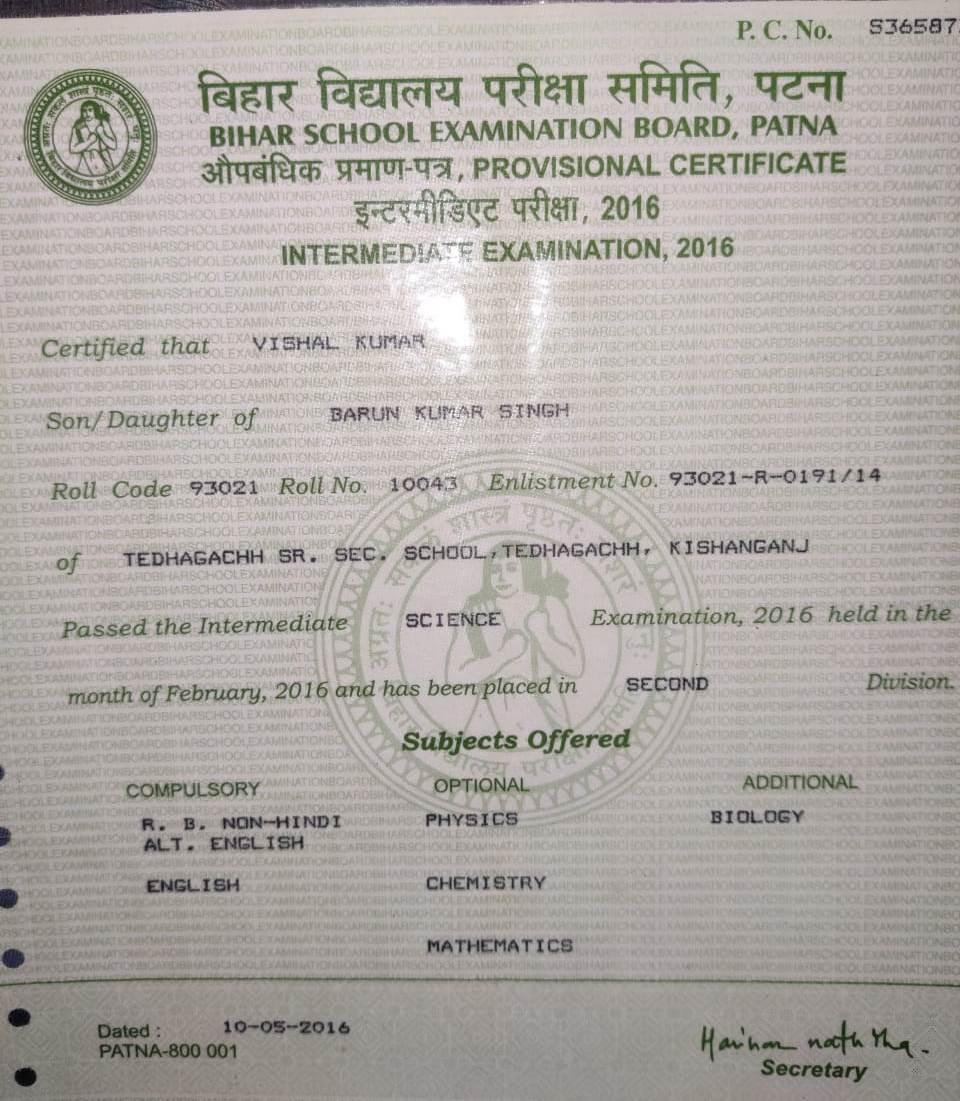 P. C. No. S36587
बिहार विद्यालय परीक्षा समिति, पटना
BIHAR SCHOOL EXAMINATION BOARD, PATNA
औपबंधिक प्रमाण-पत्र, PROVISIONAL CERTIFICATE
इन्टरमीडिएट परीक्षा, 2016
INTERMEDIATE EXAMINATION, 2016
Certified that VISHAL KUMAR
Son/Daughter of BARUN KUMAR SINGH
Roll Code 93021 Roll No. 10043 Enlistment No. 93021-R-0191/14
of TEDHAGACHH SR. SEC. SCHOOL, TEDHAGACHH, KISHANGANJ
Passed the Intermediate SCIENCE Examination, 2016 held in the
month of February, 2016 and has been placed in SECOND Division.
Subjects Offered
COMPULSORY OPTIONAL ADDITIONAL
R. B. NON-HINDI PHYSICS BIOLOGY
ALT. ENGLISH
ENGLISH CHEMISTRY
MATHEMATICS
Dated : 10-05-2016
PATNA-800 001
Secretary